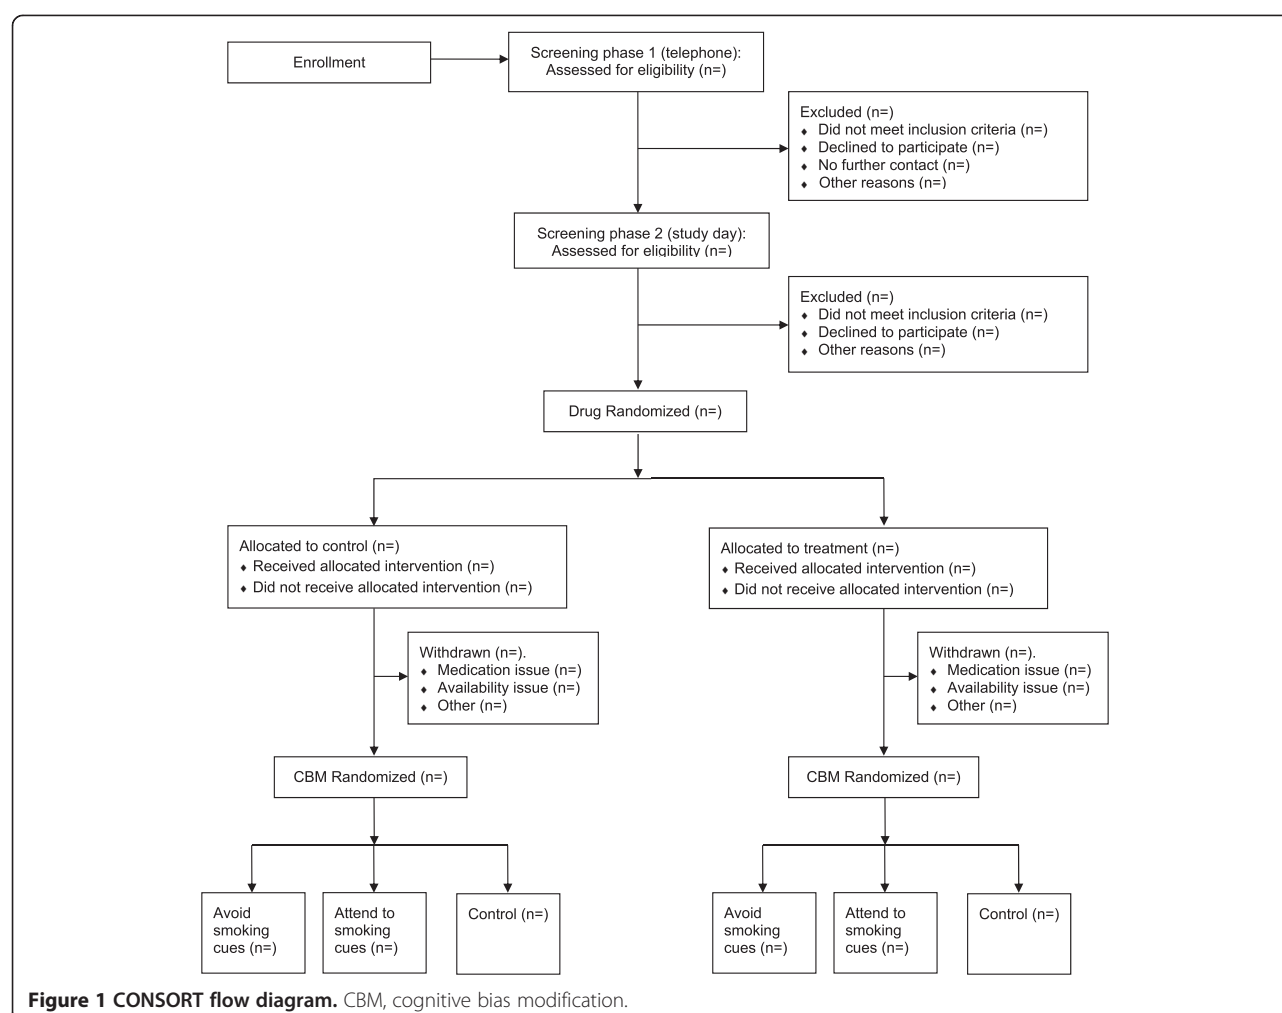 Enrollment
Screening phase 1 (telephone):
Assessed for eligibility (n=)
Excluded (n=)
♦ Did not meet inclusion criteria (n=)
♦ Declined to participate (n=)
♦ No further contact (n=)
♦ Other reasons (n=)
Screening phase 2 (study day):
Assessed for eligibility (n=)
Excluded (n=)
♦ Did not meet inclusion criteria (n=)
♦ Declined to participate (n=)
♦ Other reasons (n=)
Drug Randomized (n=)
Allocated to control (n=)
♦ Received allocated intervention (n=)
♦ Did not receive allocated intervention (n=)
Allocated to treatment (n=)
♦ Received allocated intervention (n=)
♦ Did not receive allocated intervention (n=)
Withdrawn (n=).
♦ Medication issue (n=)
♦ Availability issue (n=)
♦ Other (n=)
Withdrawn (n=).
♦ Medication issue (n=)
♦ Availability issue (n=)
♦ Other (n=)
CBM Randomized (n=)
CBM Randomized (n=)
Avoid
smoking
cues (n=)
Attend to
smoking
cues (n=)
Control (n=)
Avoid
smoking
cues (n=)
Attend to
smoking
cues (n=)
Control (n=)
Figure 1 CONSORT flow diagram. CBM, cognitive bias modification.